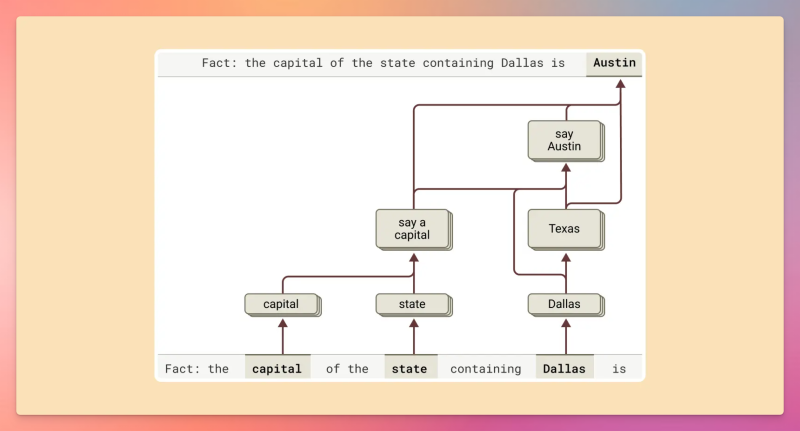 Fact: the capital of the state containing Dallas is Austin
say
Austin
say a
capital
Texas
capital
state
Dallas
Fact: the capital of the state containing Dallas is